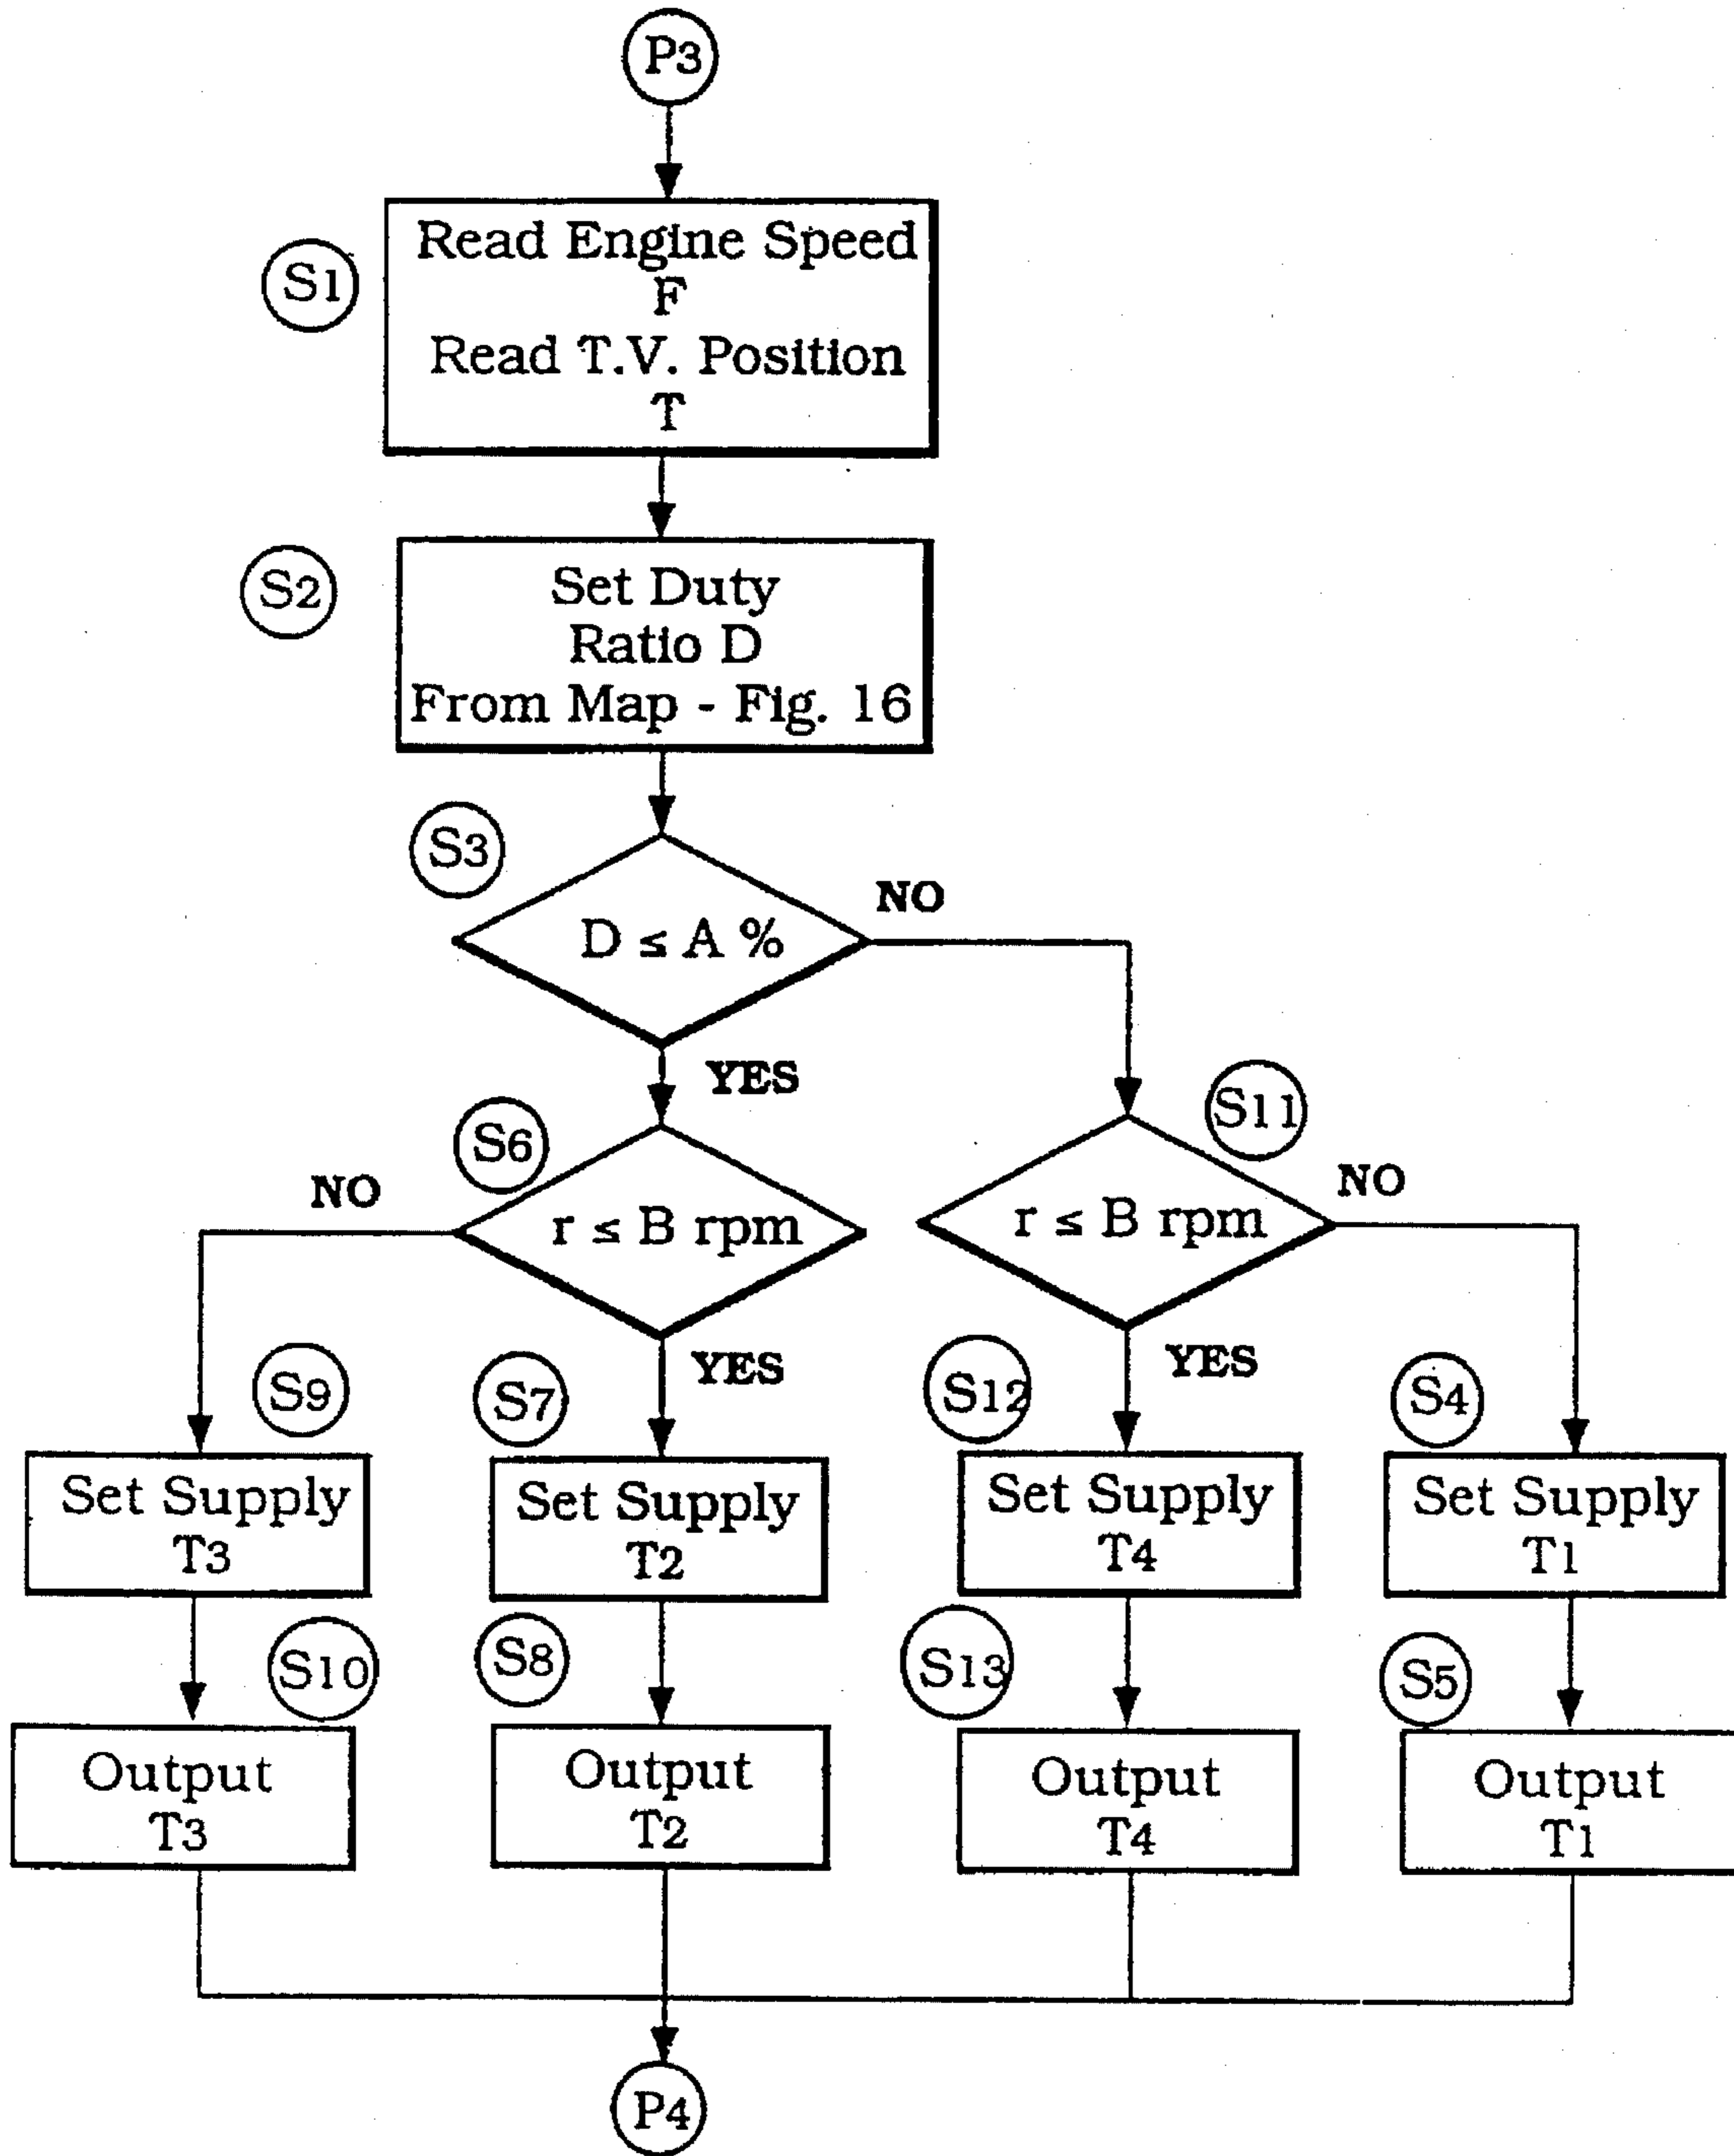 P3
S1
Read Engine Speed
F
Read T.V. Position
T
S2
Set Duty
Ratio D
From Map - Fig. 16
S3
D ≤ A %
NO
YES
S6
r ≤ B rpm
NO
YES
S11
r ≤ B rpm
NO
YES
S9
Set Supply
T3
S7
Set Supply
T2
S12
Set Supply
T4
S4
Set Supply
T1
S10
Output
T3
S8
Output
T2
S13
Output
T4
S5
Output
T1
P4